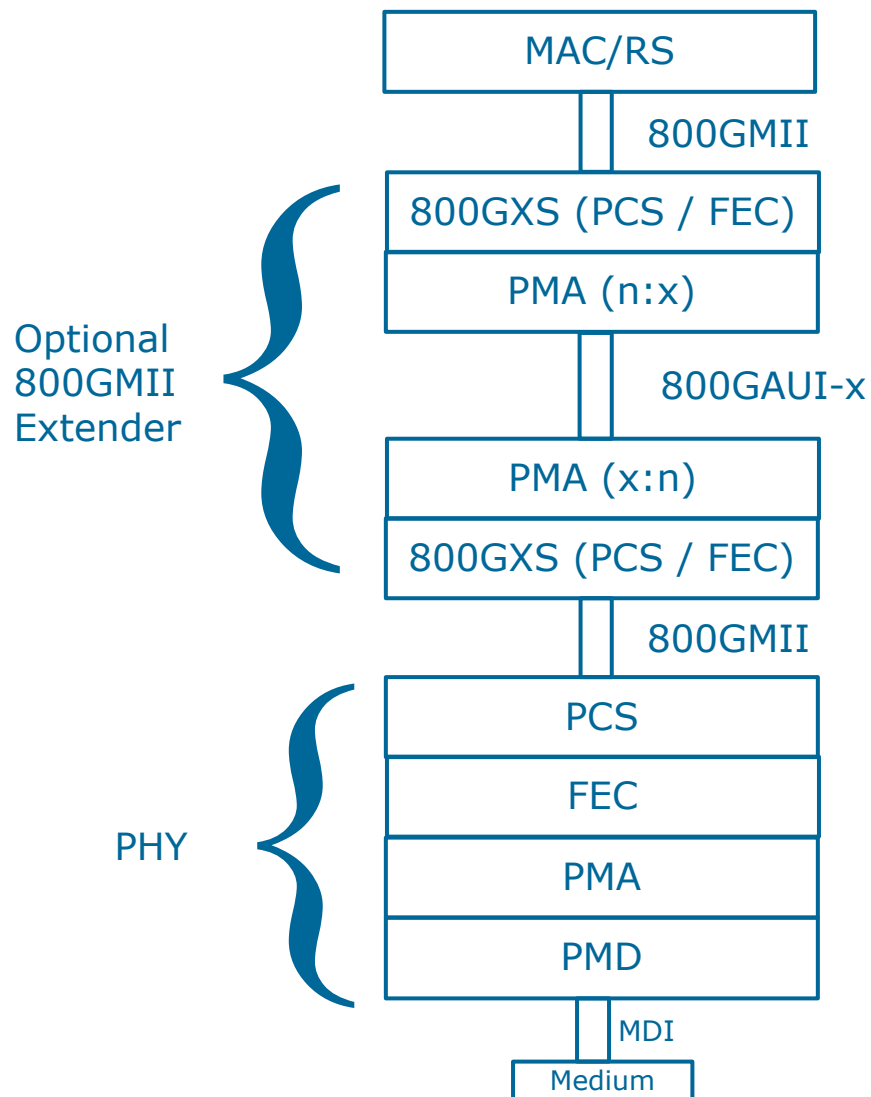 MAC/RS
800GMII
800GXS (PCS / FEC)
PMA (n:x)
Optional
800GMII
Extender
800GAUI-x
PMA (x:n)
800GXS (PCS / FEC)
800GMII
PCS
FEC
PHY
PMA
PMD
MDI
Medium